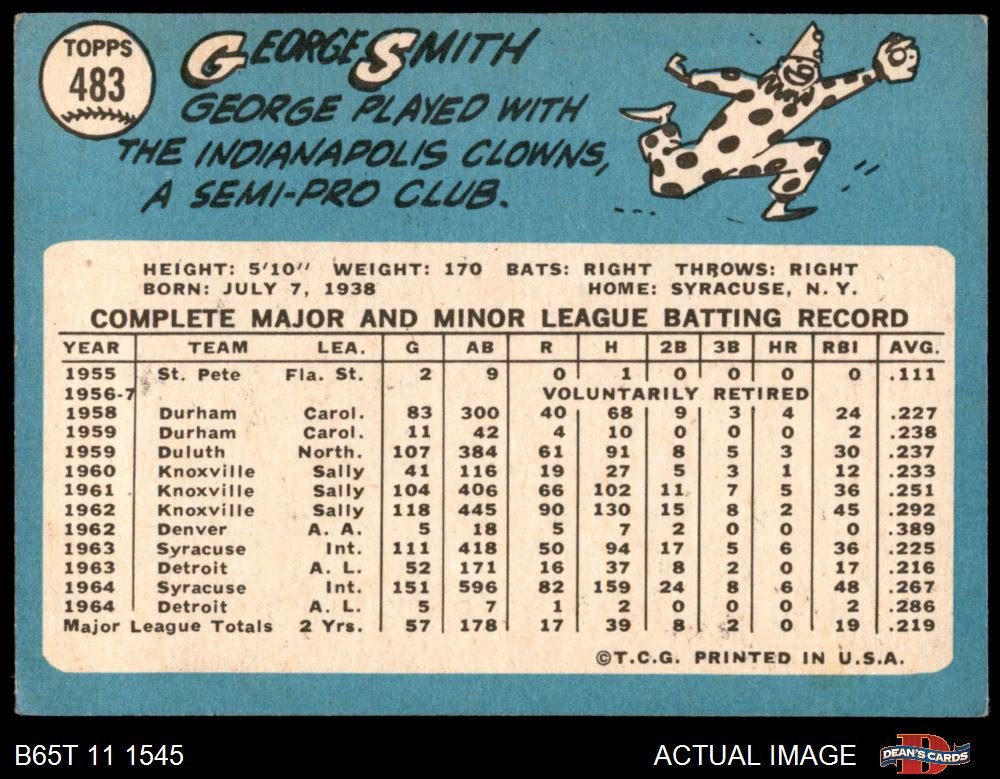 TOPPS
483
GEORGE SMITH
GEORGE PLAYED WITH
THE INDIANAPOLIS CLOWNS,
A SEMI-PRO CLUB.
HEIGHT: 5'10" WEIGHT: 170 BATS: RIGHT THROWS: RIGHT
BORN: JULY 7, 1938 HOME: SYRACUSE, N. Y.
COMPLETE MAJOR AND MINOR LEAGUE BATTING RECORD
YEAR TEAM LEA. G AB R H 2B 3B HR RBI AVG.
1955 St. Pete Fla. St. 2 9 0 1 0 0 0 0 .111
1956-7 VOLUNTARILY RETIRED
1958 Durham Carol. 83 300 40 68 9 3 4 24 .227
1959 Durham Carol. 11 42 4 10 0 0 0 2 .238
1959 Duluth North. 107 384 61 91 8 5 3 30 .237
1960 Knoxville Sally 41 116 19 27 5 3 1 12 .233
1961 Knoxville Sally 104 406 66 102 11 7 5 36 .251
1962 Knoxville Sally 118 445 90 130 15 8 2 45 .292
1962 Denver A. A. 5 18 5 7 2 0 0 0 .389
1963 Syracuse Int. 111 418 50 94 17 5 6 36 .225
1963 Detroit A. L. 52 171 16 37 8 2 0 17 .216
1964 Syracuse Int. 151 596 82 159 24 8 6 48 .267
1964 Detroit A. L. 5 7 1 2 0 0 0 2 .286
Major League Totals 2 Yrs. 57 178 17 39 8 2 0 19 .219
©T.C.G. PRINTED IN U.S.A.
B65T 11 1545 ACTUAL IMAGE DEAN'S CARDS